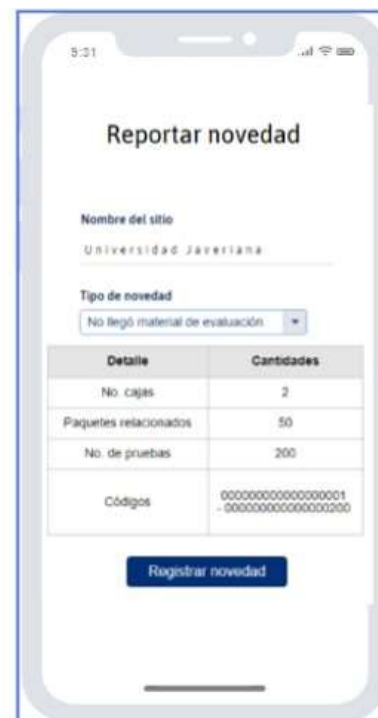 9:31
Reportar novedad
Nombre del sitio
Universidad Javeriana
Tipo de novedad
No llegó material de evaluación
Detalle Cantidades
No. cajas 2
Paquetes relacionados 50
No. de pruebas 200
Códigos 000000000000000001
- 000000000000000200
Registrar novedad